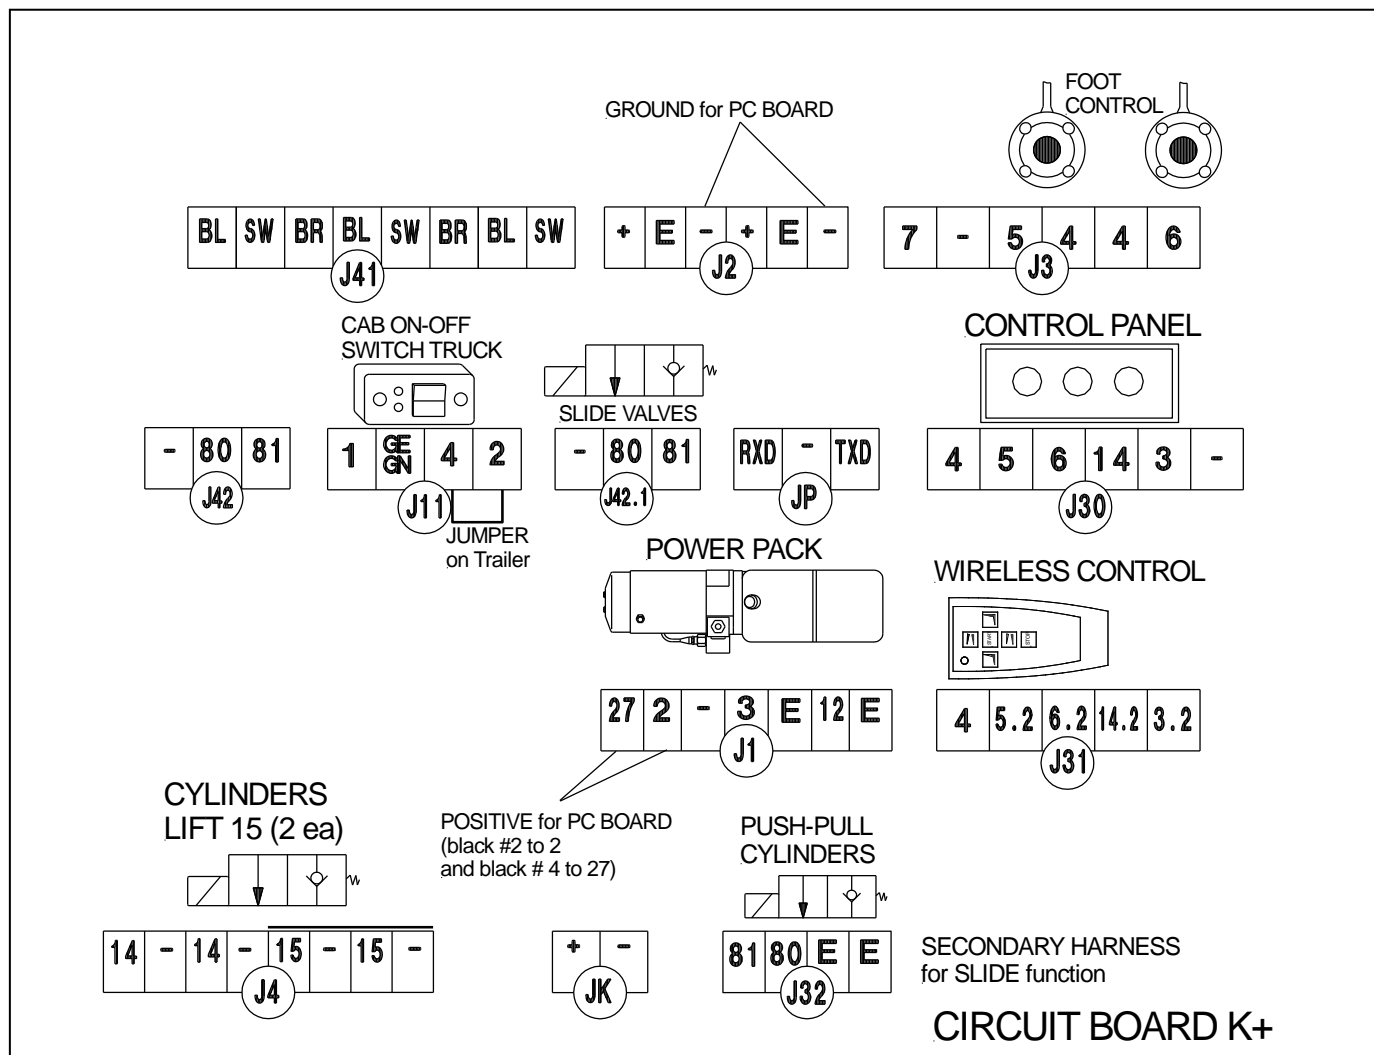 FOOT
CONTROL
GROUND for PC BOARD
BL SW BR BL SW BR BL SW
J41
+ E - + E -
J2
7 - 5 4 4 6
J3
CAB ON-OFF
SWITCH TRUCK
CONTROL PANEL
SLIDE VALVES
- 80 81
J42
1 GE GN 4 2
J11
JUMPER
on Trailer
- 80 81
J42.1
RXD - TXD
JP
4 5 6 14 3 -
J30
POWER PACK
WIRELESS CONTROL
START STOP
27 2 - 3 E 12 E
J1
4 5.2 6.2 14.2 3.2
J31
CYLINDERS
LIFT 15 (2 ea)
POSITIVE for PC BOARD
(black #2 to 2
and black # 4 to 27)
PUSH-PULL
CYLINDERS
14 - 14 - 15 - 15 -
J4
+ -
JK
81 80 E E
J32
SECONDARY HARNESS
for SLIDE function
CIRCUIT BOARD K+